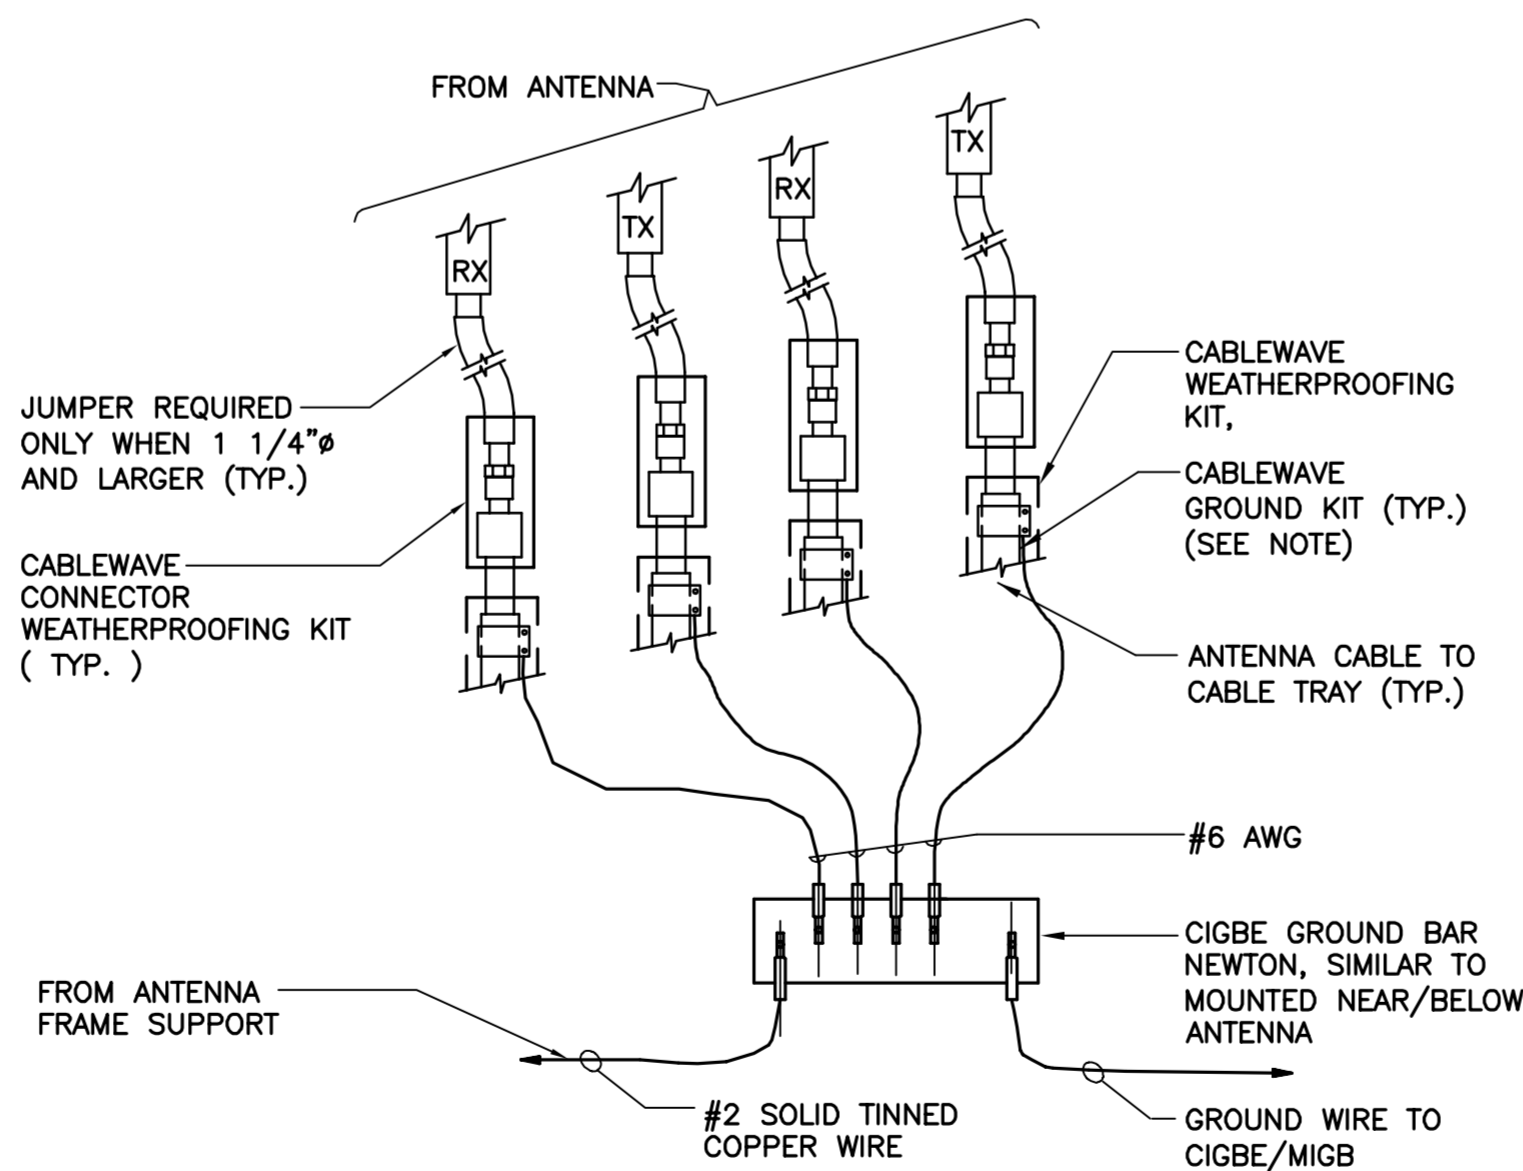 FROM ANTENNA
TX
RX
TX
RX
JUMPER REQUIRED
ONLY WHEN 1 1/4"ø
AND LARGER (TYP.)
CABLEWAVE
CONNECTOR
WEATHERPROOFING KIT
( TYP. )
CABLEWAVE
WEATHERPROOFING
KIT,
CABLEWAVE
GROUND KIT (TYP.)
(SEE NOTE)
ANTENNA CABLE TO
CABLE TRAY (TYP.)
#6 AWG
CIGBE GROUND BAR
NEWTON, SIMILAR TO
MOUNTED NEAR/BELOW
ANTENNA
FROM ANTENNA
FRAME SUPPORT
#2 SOLID TINNED
COPPER WIRE
GROUND WIRE TO
CIGBE/MIGB